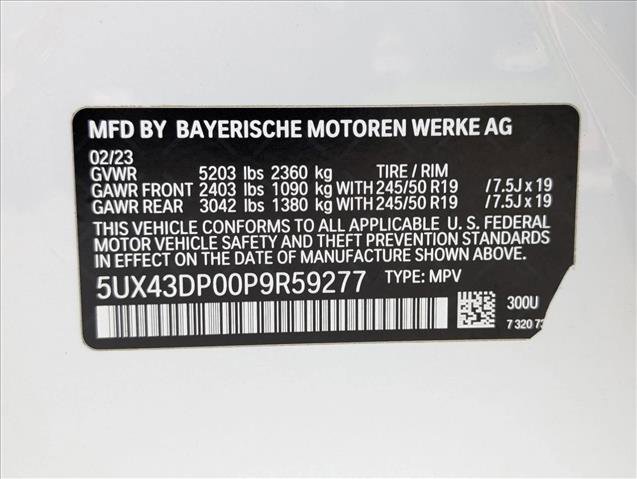 MFD BY BAYERISCHE MOTOREN WERKE AG
02/23
GVWR 5203 lbs 2360 kg TIRE / RIM
GAWR FRONT 2403 lbs 1090 kg WITH 245/50 R19 /7.5J x 19
GAWR REAR 3042 lbs 1380 kg WITH 245/50 R19 /7.5J x 19
THIS VEHICLE CONFORMS TO ALL APPLICABLE U. S. FEDERAL
MOTOR VEHICLE SAFETY AND THEFT PREVENTION STANDARDS
IN EFFECT ON THE DATE OF MANUFACTURE SHOWN ABOVE.
5UX43DP00P9R59277 TYPE: MPV
300U
7 320 73